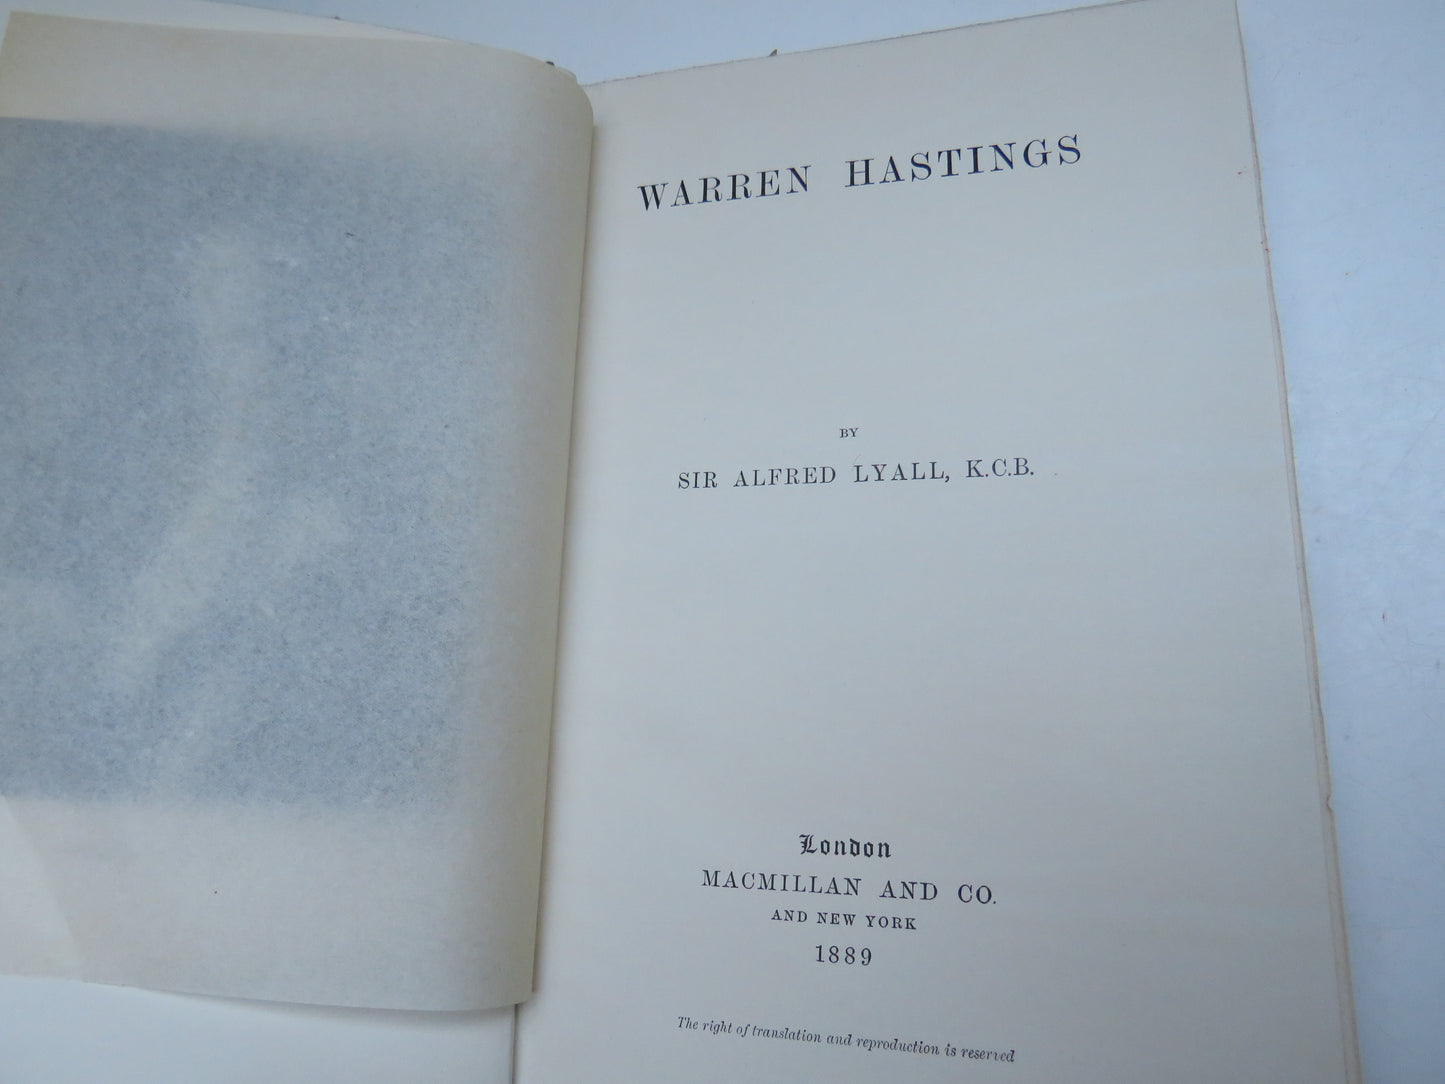 WARREN HASTINGS
BY
SIR ALFRED LYALL, K.C.B.
London
MACMILLAN AND CO.
AND NEW YORK
1889
The right of translation and reproduction is reserved